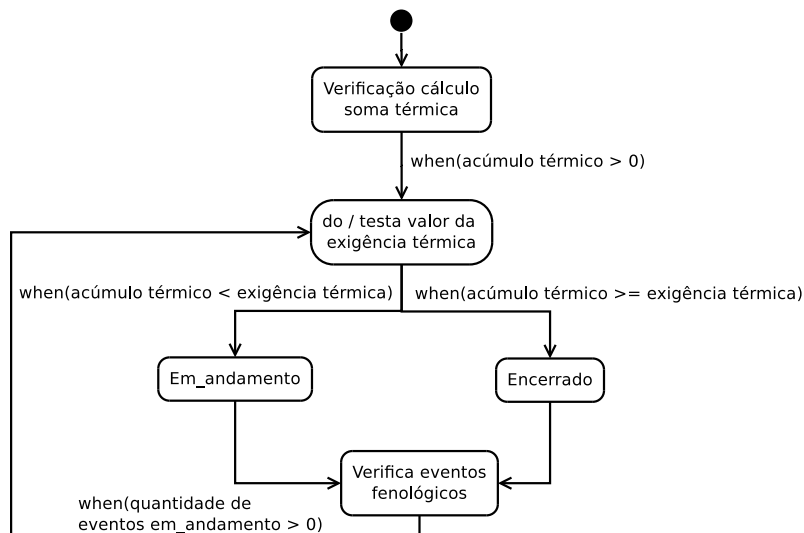 Verificação cálculo
soma térmica
when(acúmulo térmico > 0)
do / testa valor da
exigência térmica
when(acúmulo térmico < exigência térmica)
when(acúmulo térmico >= exigência térmica)
Em_andamento
Encerrado
Verifica eventos
fenológicos
when(quantidade de
eventos em_andamento > 0)